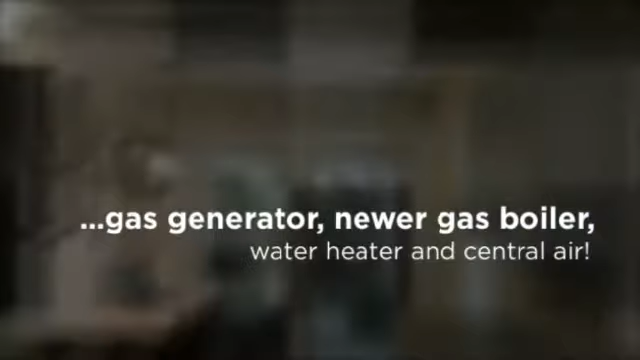 ...gas generator, newer gas boiler,
water heater and central air!